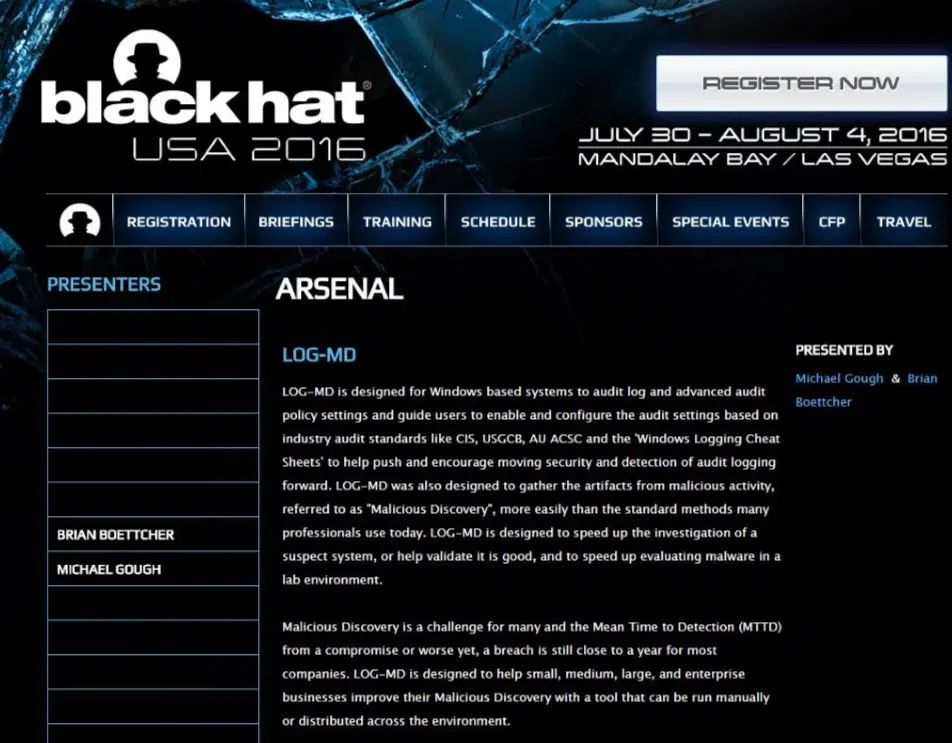 blackhat®
USA 2016
REGISTER NOW
JULY 30 - AUGUST 4, 2016
MANDALAY BAY / LAS VEGAS
REGISTRATION
BRIEFINGS
TRAINING
SCHEDULE
SPONSORS
SPECIAL EVENTS
CFP
TRAVEL
PRESENTERS
BRIAN BOETTCHER
MICHAEL GOUGH
ARSENAL
LOG-MD
LOG-MD is designed for Windows based systems to audit log and advanced audit
policy settings and guide users to enable and configure the audit settings based on
industry audit standards like CIS, USGCB, AU ACSC and the 'Windows Logging Cheat
Sheets' to help push and encourage moving security and detection of audit logging
forward. LOG-MD was also designed to gather the artifacts from malicious activity,
referred to as "Malicious Discovery", more easily than the standard methods many
professionals use today. LOG-MD is designed to speed up the investigation of a
suspect system, or help validate it is good, and to speed up evaluating malware in a
lab environment.
Malicious Discovery is a challenge for many and the Mean Time to Detection (MTTD)
from a compromise or worse yet, a breach is still close to a year for most
companies. LOG-MD is designed to help small, medium, large, and enterprise
businesses improve their Malicious Discovery with a tool that can be run manually
or distributed across the environment.
PRESENTED BY
Michael Gough & Brian
Boettcher